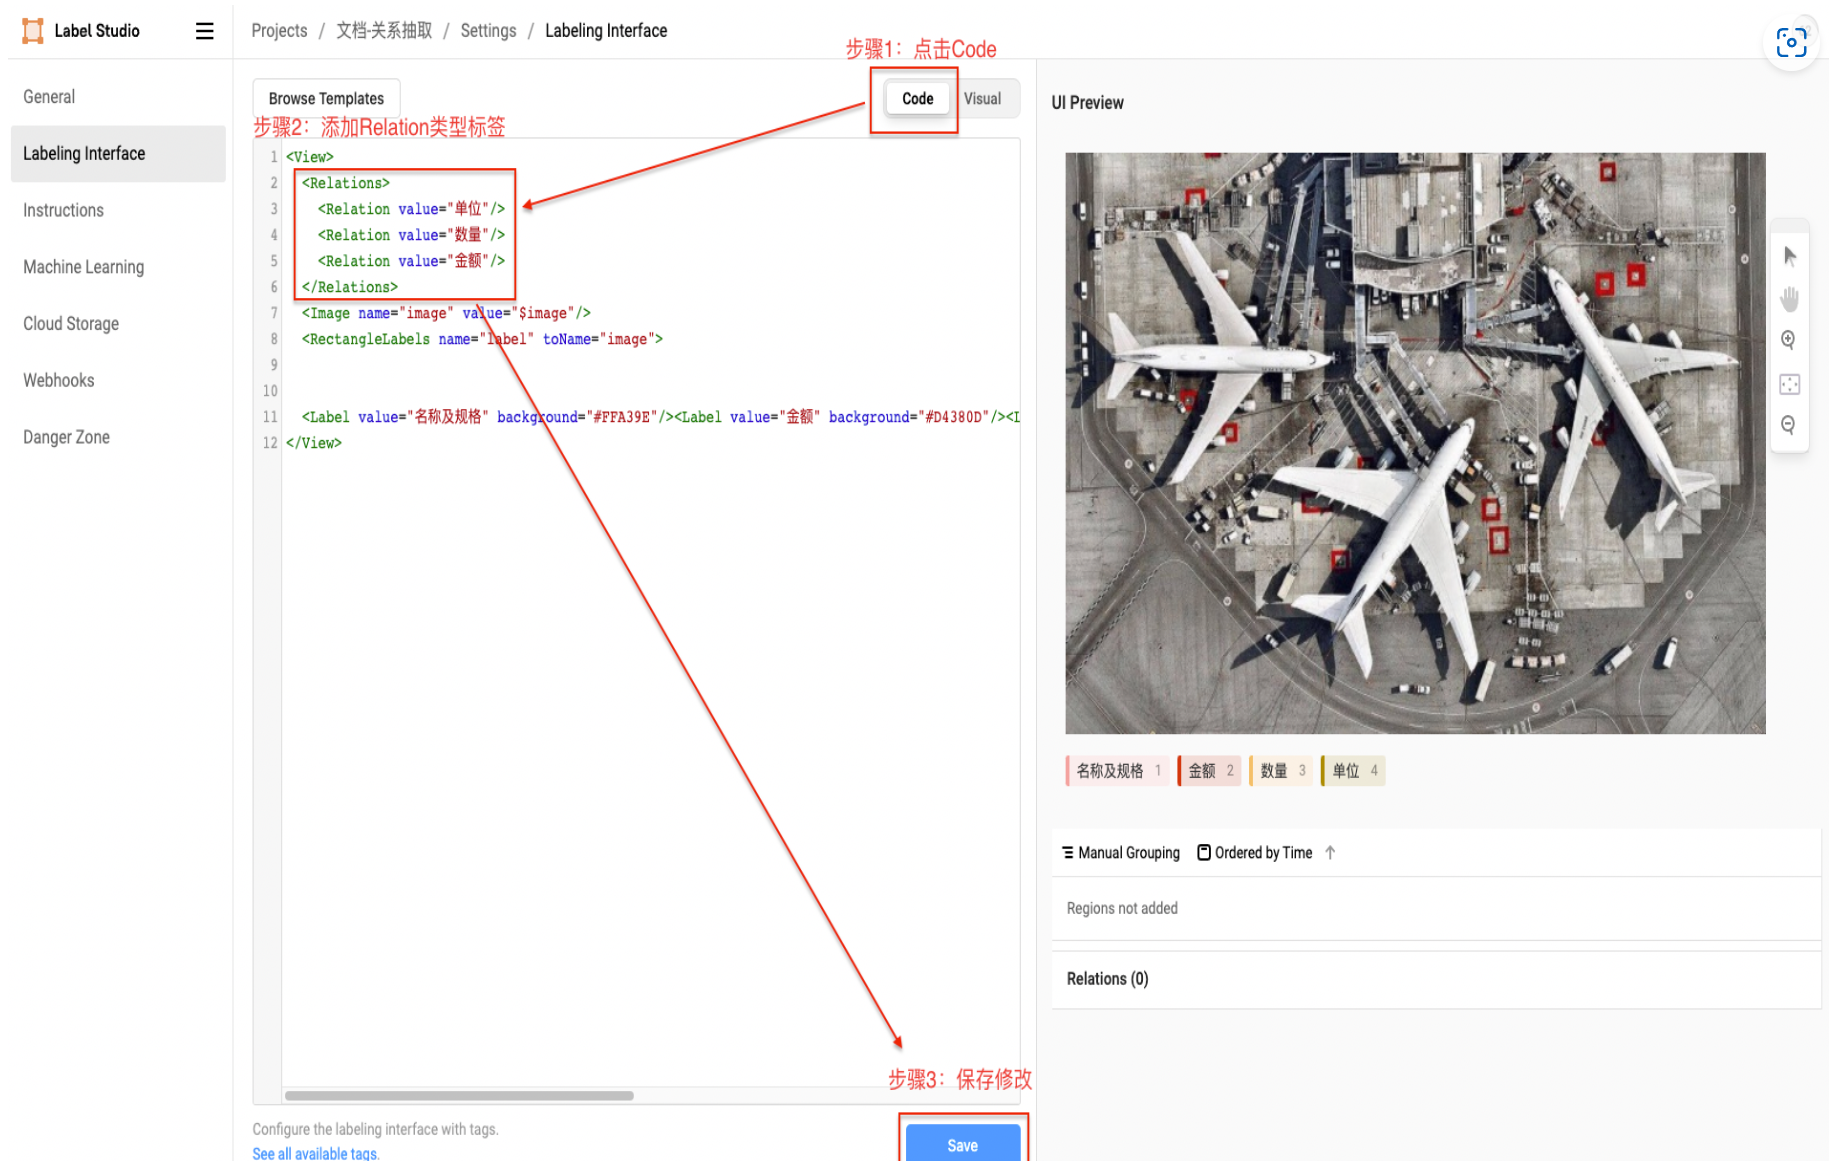 Label Studio
Projects / 文档-关系抽取 / Settings / Labeling Interface
步骤1：点击Code
General
Labeling Interface
Instructions
Machine Learning
Cloud Storage
Webhooks
Danger Zone
Browse Templates
Code Visual
步骤2：添加Relation类型标签
1 <View>
2 <Relations>
3 <Relation value="单位"/>
4 <Relation value="数量"/>
5 <Relation value="金额"/>
6 </Relations>
7 <Image name="image" value="$image"/>
8 <RectangleLabels name="label" toName="image">
9
10
11 <Label value="名称及规格" background="#FFA39E"/><Label value="金额" background="#D4380D"/><L
12 </View>
步骤3：保存修改
Configure the labeling interface with tags.
See all available tags.
Save
UI Preview
名称及规格 1 金额 2 数量 3 单位 4
Manual Grouping Ordered by Time
Regions not added
Relations (0)